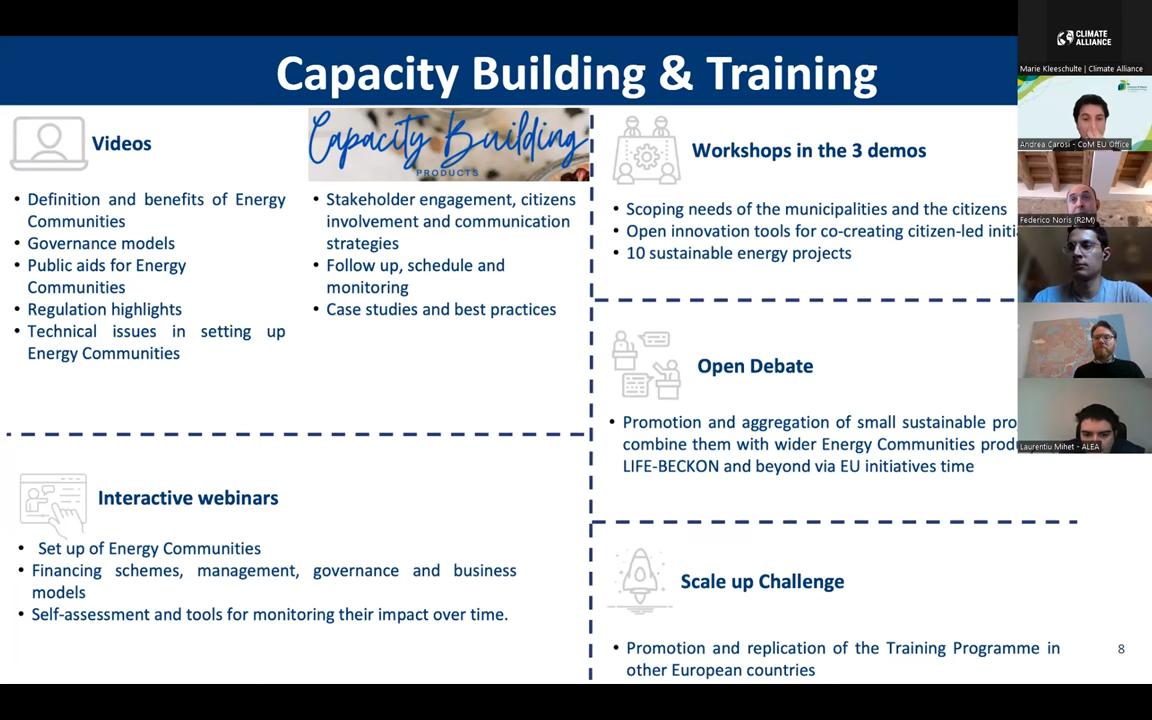 Capacity Building & Training
Videos
• Definition and benefits of Energy
Communities
• Governance models
• Public aids for Energy
Communities
• Regulation highlights
• Technical issues in setting up
Energy Communities
Capacity Building
PRODUCTS
• Stakeholder engagement, citizens
involvement and communication
strategies
• Follow up, schedule and
monitoring
• Case studies and best practices
Interactive webinars
• Set up of Energy Communities
• Financing schemes, management, governance and business
models
• Self-assessment and tools for monitoring their impact over time.
Workshops in the 3 demos
• Scoping needs of the municipalities and the citizens
• Open innovation tools for co-creating citizen-led initi
• 10 sustainable energy projects
Open Debate
• Promotion and aggregation of small sustainable pro
combine them with wider Energy Communities prod
LIFE-BECKON and beyond via EU initiatives time
Scale up Challenge
• Promotion and replication of the Training Programme in
other European countries
8
CLIMATE
ALLIANCE
Marie Kleeschulte | Climate Alliance
Andrea Carosi - CoM EU Office
Federico Noris (R2M)
Laurentiu Mihet - ALEA